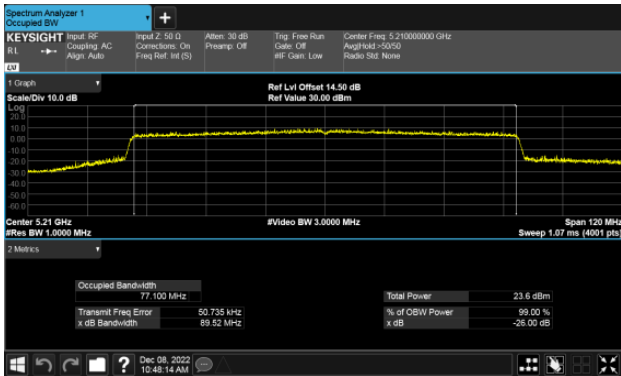 Spectrum Analyzer 1
Occupied BW
KEYSIGHT Input: RF Input Z: 50 Ω Atten: 30 dB Trig: Free Run Center Freq: 5.210000000 GHz
RL Coupling: AC Corrections: On Preamp: Off Gate: Off Avg|Hold:>50/50
Align: Auto Freq Ref: Int (S) #IF Gain: Low Radio Std: None
LXI
1 Graph
Ref Lvl Offset 14.50 dB
Scale/Div 10.0 dB Ref Value 30.00 dBm
Log
20.0
10.0
0.00
-10.0
-20.0
-30.0
-40.0
-50.0
-60.0
Center 5.21 GHz #Video BW 3.0000 MHz Span 120 MHz
#Res BW 1.0000 MHz Sweep 1.07 ms (4001 pts)
2 Metrics
Occupied Bandwidth
77.100 MHz Total Power 23.6 dBm
Transmit Freq Error 50.735 kHz % of OBW Power 99.00 %
x dB Bandwidth 89.52 MHz x dB -26.00 dB
? Dec 08, 2022
10:48:14 AM